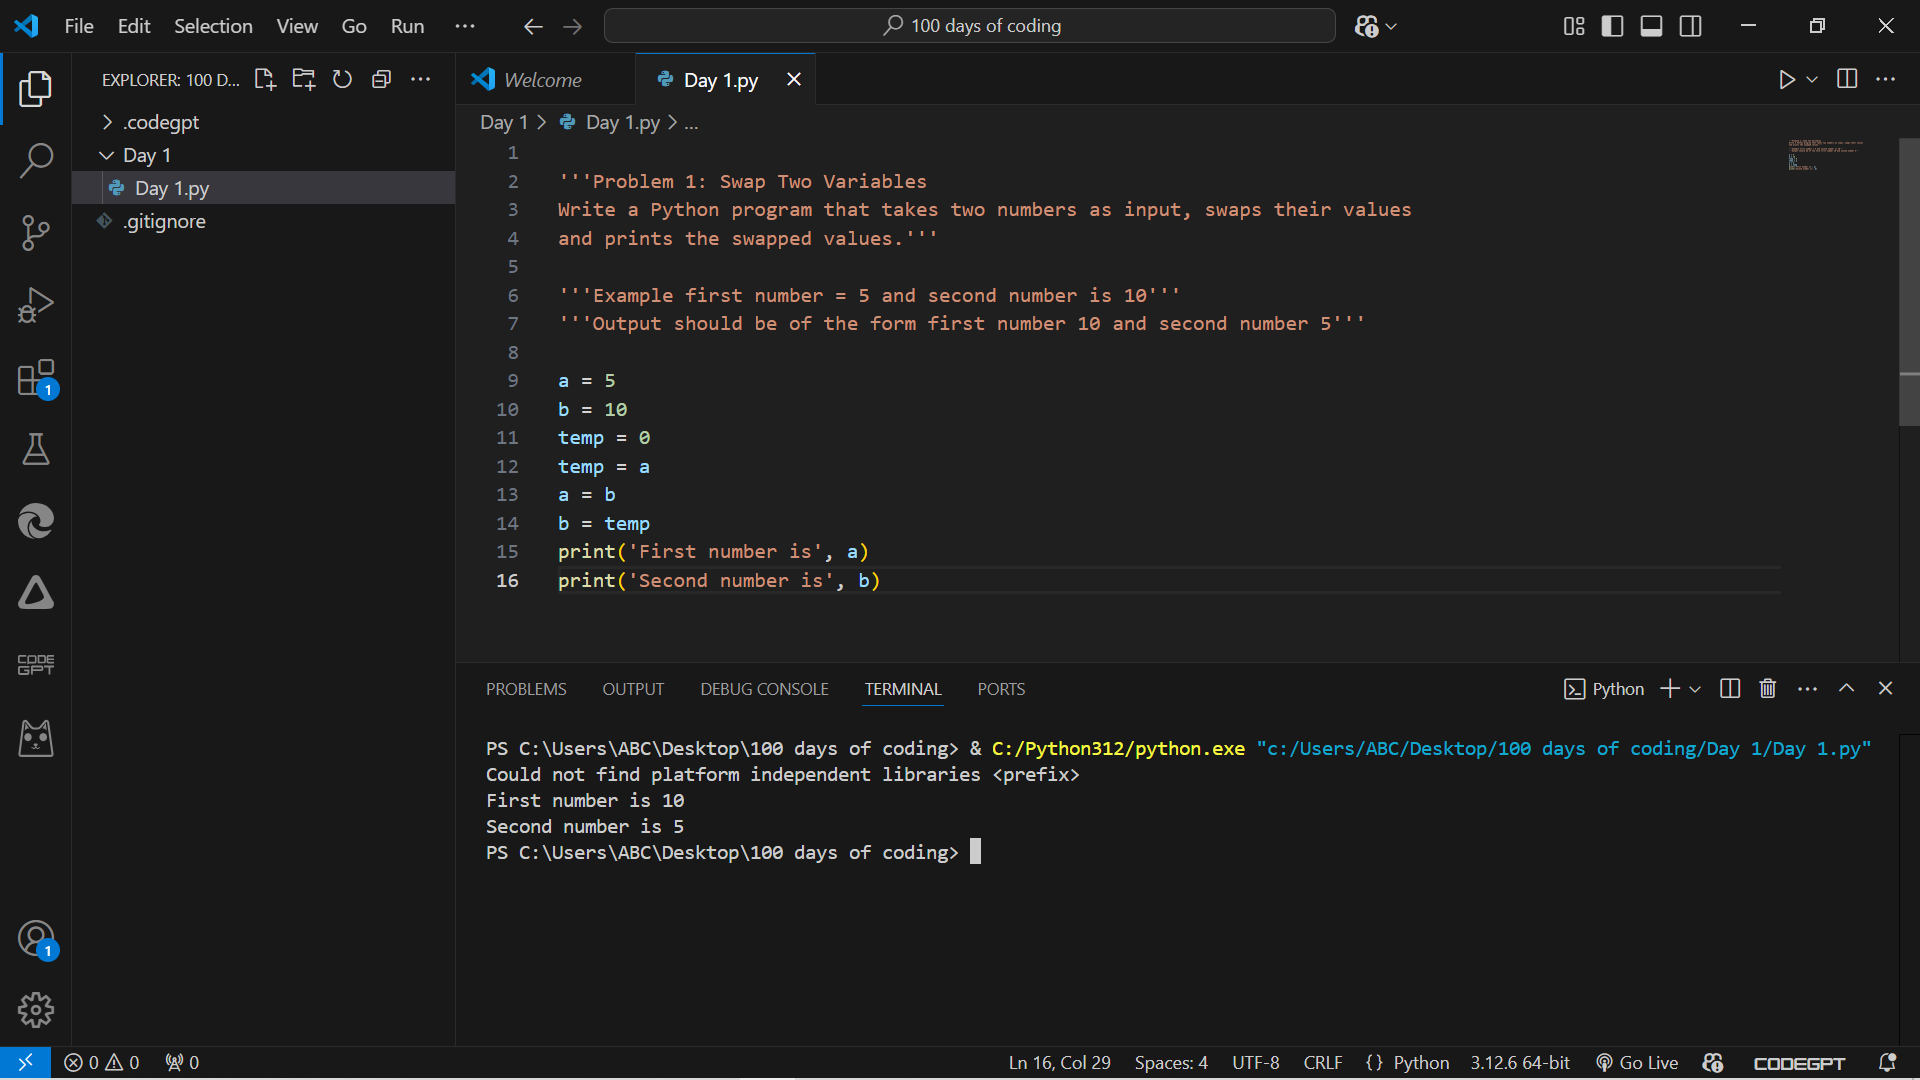 File Edit Selection View Go Run ... 100 days of coding
EXPLORER: 100 D... ...
.codegpt
Day 1
Day 1.py
.gitignore
1
CODE
GPT
1
Welcome Day 1.py
Day 1 > Day 1.py > ...
1
2 '''Problem 1: Swap Two Variables
3 Write a Python program that takes two numbers as input, swaps their values
4 and prints the swapped values.'''
5
6 '''Example first number = 5 and second number is 10'''
7 '''Output should be of the form first number 10 and second number 5'''
8
9 a = 5
10 b = 10
11 temp = 0
12 temp = a
13 a = b
14 b = temp
15 print('First number is', a)
16 print('Second number is', b)
PROBLEMS OUTPUT DEBUG CONSOLE TERMINAL PORTS Python
PS C:\Users\ABC\Desktop\100 days of coding> & C:/Python312/python.exe "c:/Users/ABC/Desktop/100 days of coding/Day 1/Day 1.py"
Could not find platform independent libraries <prefix>
First number is 10
Second number is 5
PS C:\Users\ABC\Desktop\100 days of coding>
0 0 0 Ln 16, Col 29 Spaces: 4 UTF-8 CRLF {} Python 3.12.6 64-bit Go Live CODEGPT